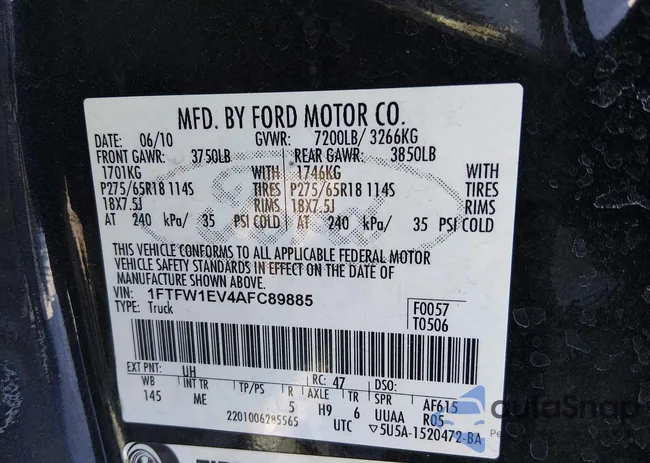 MFD. BY FORD MOTOR CO.
DATE: 06/10 GVWR: 7200LB/ 3266KG
FRONT GAWR: 3750LB REAR GAWR: 3850LB
1701KG WITH 1746KG WITH
P275/65R18 114S TIRES P275/65R18 114S TIRES
18X7.5J RIMS 18X7.5J RIMS
AT 240 kPa/ 35 PSI COLD AT 240 kPa/ 35 PSI COLD
THIS VEHICLE CONFORMS TO ALL APPLICABLE FEDERAL MOTOR
VEHICLE SAFETY STANDARDS IN EFFECT ON THE DATE OF
MANUFACTURE SHOWN ABOVE.
VIN: 1FTFW1EV4AFC89885
TYPE: Truck
F0057
T0506
EXT PNT: UH RC: 47 DSO:
WB INT TR TP/PS R AXLE TR SPR AF615
145 ME 5 H9 6 UUAA R05
2201006285565 UTC 5U5A-1520472-BA
autoSnap